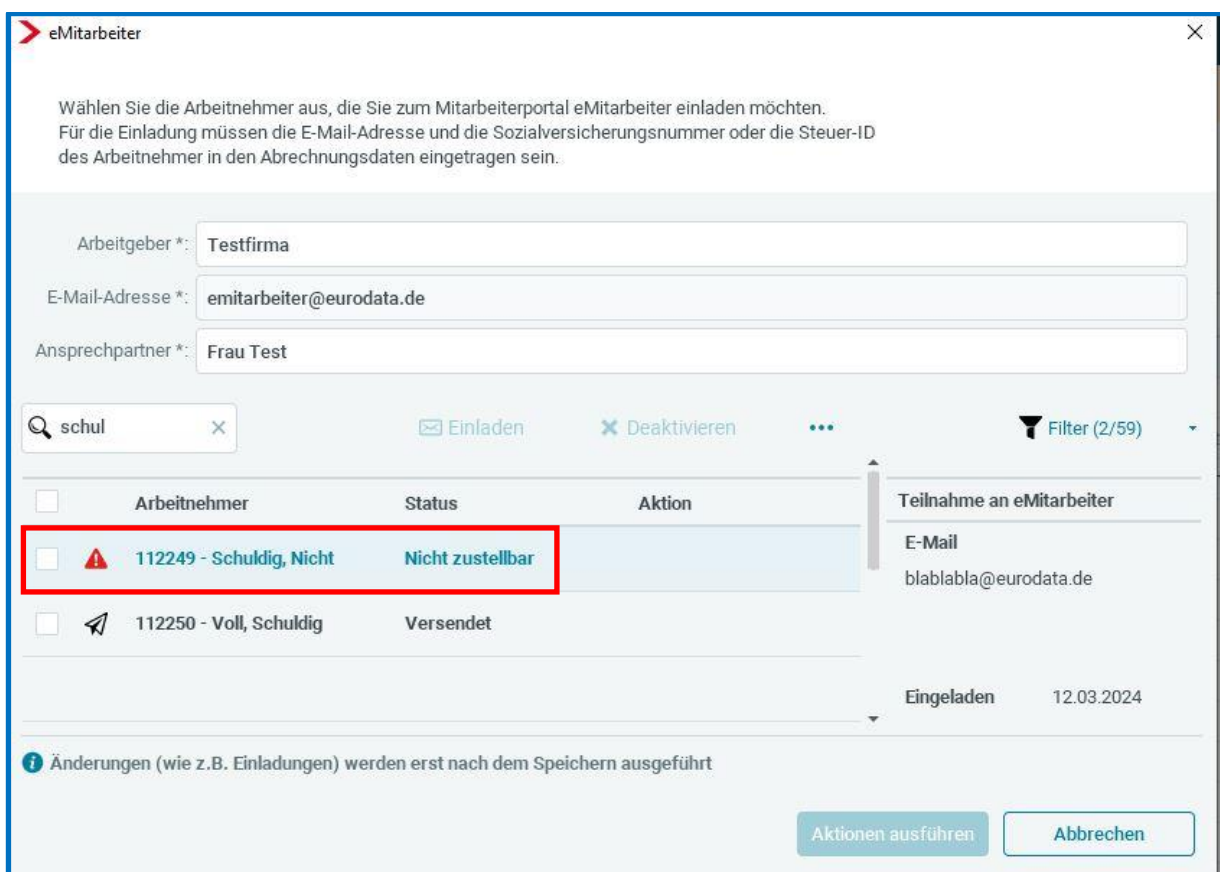 eMitarbeiter
Wählen Sie die Arbeitnehmer aus, die Sie zum Mitarbeiterportal eMitarbeiter einladen möchten.
Für die Einladung müssen die E-Mail-Adresse und die Sozialversicherungsnummer oder die Steuer-ID
des Arbeitnehmer in den Abrechnungsdaten eingetragen sein.
Arbeitgeber *: Testfirma
E-Mail-Adresse *: emitarbeiter@eurodata.de
Ansprechpartner *: Frau Test
schul Einladen Deaktivieren Filter (2/59)
Arbeitnehmer Status Aktion
112249 - Schuldig, Nicht Nicht zustellbar
112250 - Voll, Schuldig Versendet
Teilnahme an eMitarbeiter
E-Mail
blablabla@eurodata.de
Eingeladen 12.03.2024
Änderungen (wie z.B. Einladungen) werden erst nach dem Speichern ausgeführt
Aktionen ausführen Abbrechen